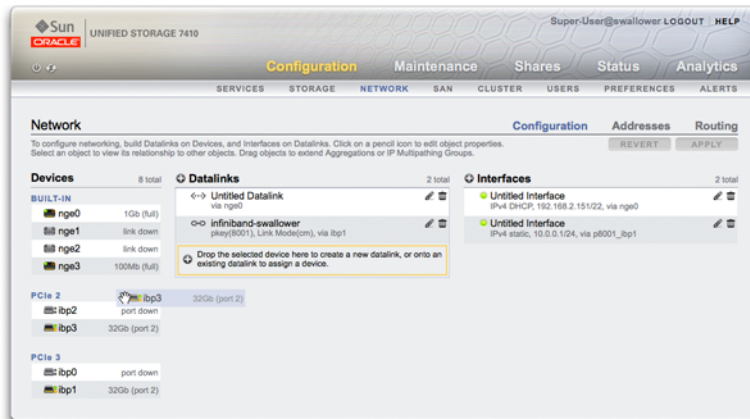 Sun
ORACLE
UNIFIED STORAGE 7410
Super-User@swallower LOGOUT HELP
Configuration Maintenance Shares Status Analytics
SERVICES STORAGE NETWORK SAN CLUSTER USERS PREFERENCES ALERTS
Network
Configuration Addresses Routing
To configure networking, build Datalinks on Devices, and Interfaces on Datalinks. Click on a pencil icon to edit object properties.
Select an object to view its relationship to other objects. Drag objects to extend Aggregations or IP Multipathing Groups.
REVERT APPLY
Devices 8 total
BUILT-IN
nge0 1Gb (full)
nge1 link down
nge2 link down
nge3 100Mb (full)
PCIe 2
ibp3 32Gb (port 2)
ibp2 port down
ibp3 32Gb (port 2)
PCIe 3
ibp0 port down
ibp1 32Gb (port 2)
Datalinks 2 total
Untitled Datalink
via nge0
infiniband-swallower
pkey(8001), Link Mode(cm), via ibp1
Drop the selected device here to create a new datalink, or onto an
existing datalink to assign a device.
Interfaces 2 total
Untitled Interface
IPv4 DHCP, 192.168.2.151/22, via nge0
Untitled Interface
IPv4 static, 10.0.0.1/24, via p8001_ibp1